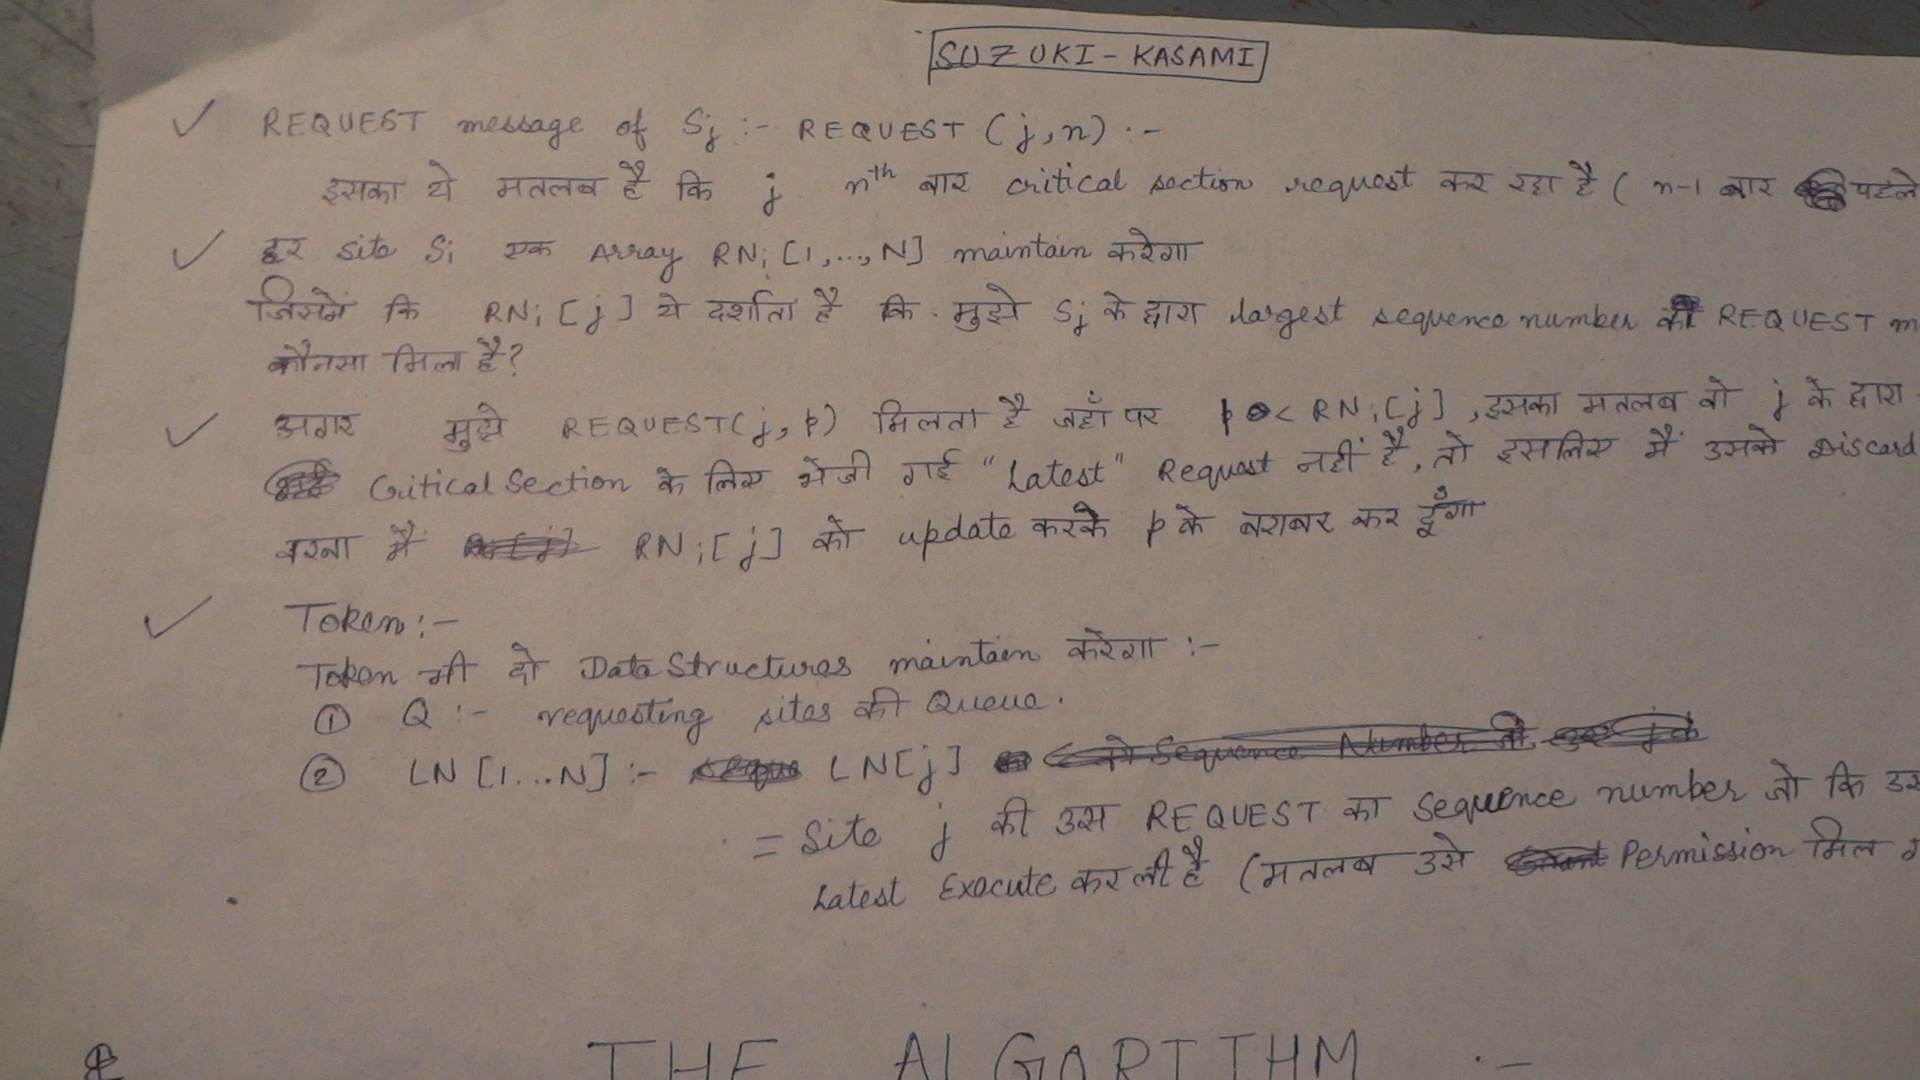 SUZUKI - KASAMI
REQUEST message of Sj :- REQUEST (j,n) :-
इसका ये मतलब है कि j nth बार critical section request कर रहा है ( n-1 बार पहले
हर site Si एक Array RNi [1,...,N] maintain करेगा
जिसमें कि RNi [j] ये दर्शाता है कि मुझे Sj के द्वारा largest sequence number की REQUEST m
कौनसा मिला है?
अगर मुझे REQUEST(j, p) मिलता है जहाँ पर p < RNi[j], इसका मतलब वो j के द्वारा
Critical Section के लिए भेजी गई "Latest" Request नहीं है, तो इसलिए मैं उसको Discard
वरना मैं RNi[j] को update करके p के बराबर कर दूँगा
Token :-
Token भी दो Data Structures maintain करेगा :-
① Q :- requesting sites की Queue.
② LN [1...N] :- LN[j]
= Site j की उस REQUEST का Sequence number जो कि उस
Latest Execute कर ली है (मतलब उसे Permission मिल ग
THE ALGORITHM :-